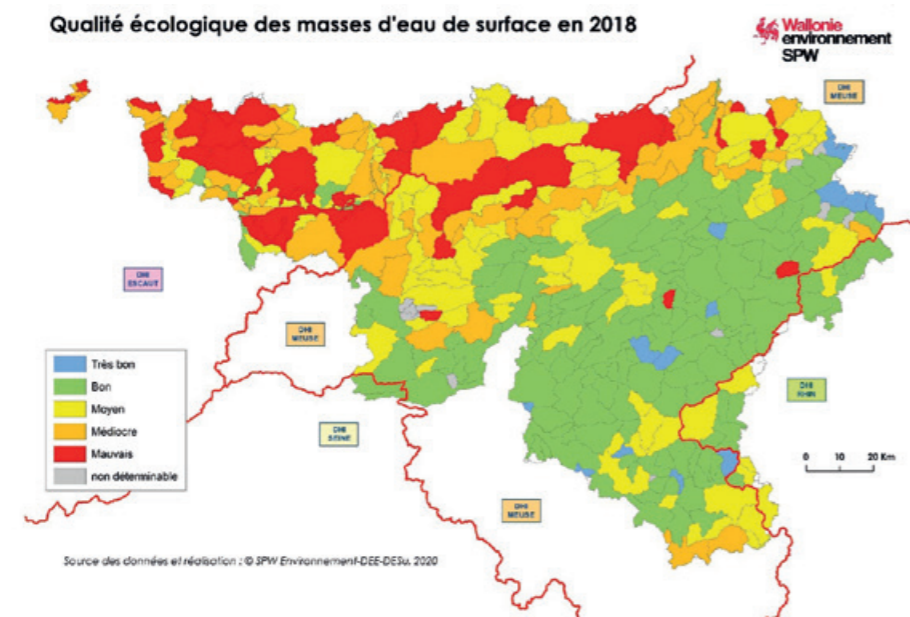 Qualité écologique des masses d'eau de surface en 2018
Wallonie
environnement
SPW
DHI
MEUSE
DHI
ESCAUT
DHI
MEUSE
Très bon
Bon
Moyen
Médiocre
Mauvais
non déterminable
DHI
SEINE
DHI
RHIN
0 10 20 Km
DHI
MEUSE
Source des données et réalisation : © SPW Environnement-DEE-DESu, 2020